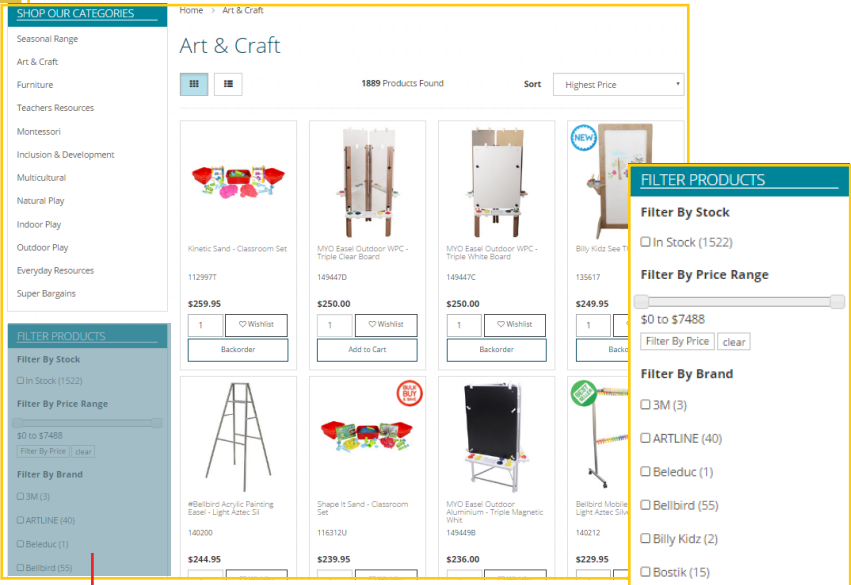 SHOP OUR CATEGORIES
Seasonal Range
Art & Craft
Furniture
Teachers Resources
Montessori
Inclusion & Development
Multicultural
Natural Play
Indoor Play
Outdoor Play
Everyday Resources
Super Bargains
FILTER PRODUCTS
Filter By Stock
In Stock (1522)
Filter By Price Range
$0 to $7488
Filter By Price clear
Filter By Brand
3M (3)
ARTLINE (40)
Beleduc (1)
Bellbird (55)
Home > Art & Craft
Art & Craft
1889 Products Found
Sort Highest Price
Kinetic Sand - Classroom Set
112997T
$259.95
1 Wishlist
Backorder
MYO Easel Outdoor WPC -
Triple Clear Board
149447D
$250.00
1 Wishlist
Add to Cart
MYO Easel Outdoor WPC -
Triple White Board
149447C
$250.00
1 Wishlist
Backorder
NEW
Billy Kidz See
135617
$249.95
1
#Bellbird Acrylic Painting
Easel - Light Aztec Sil
140200
$244.95
BULK
BUY
& SAVE
Shape It Sand - Classroom
Set
116312U
$239.95
MYO Easel Outdoor
Aluminium - Triple Magnetic
Whit
149449B
$236.00
BEST
Bellbird Mobile
Light Aztec
140212
$229.95
FILTER PRODUCTS
Filter By Stock
In Stock (1522)
Filter By Price Range
$0 to $7488
Filter By Price clear
Filter By Brand
3M (3)
ARTLINE (40)
Beleduc (1)
Bellbird (55)
Billy Kidz (2)
Bostik (15)